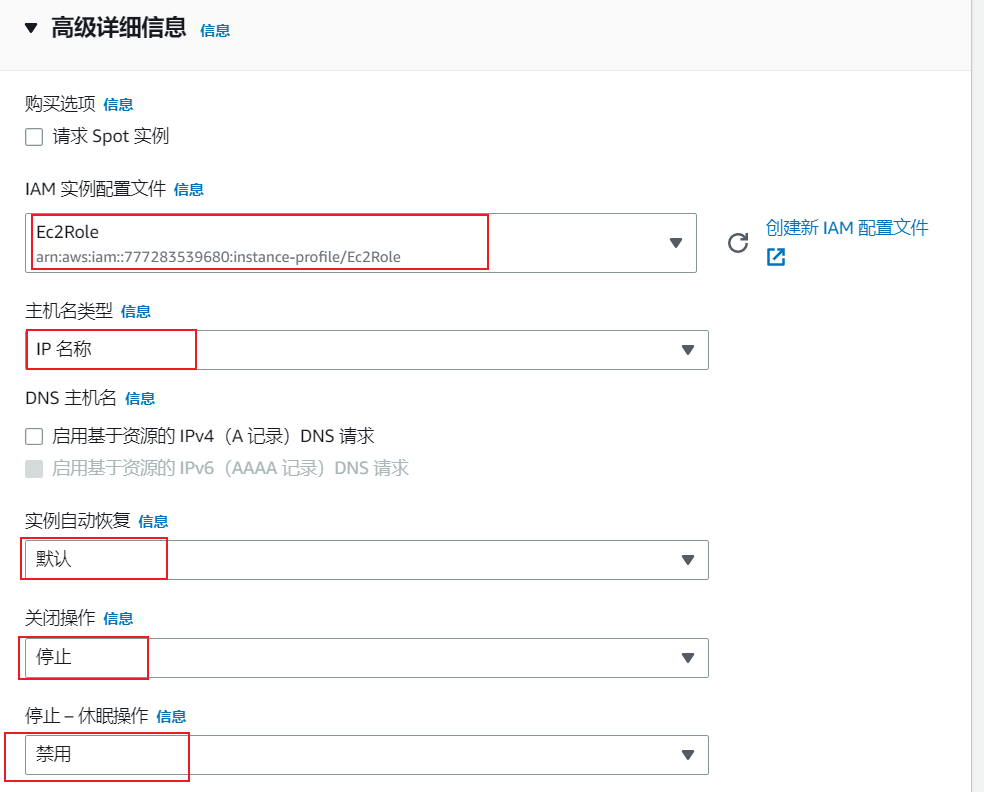 高级详细信息 信息
购买选项 信息
请求 Spot 实例
IAM 实例配置文件 信息
Ec2Role
arn:aws:iam::777283539680:instance-profile/Ec2Role
创建新 IAM 配置文件
主机名类型 信息
IP 名称
DNS 主机名 信息
启用基于资源的 IPv4（A 记录）DNS 请求
启用基于资源的 IPv6（AAAA 记录）DNS 请求
实例自动恢复 信息
默认
关闭操作 信息
停止
停止 – 休眠操作 信息
禁用